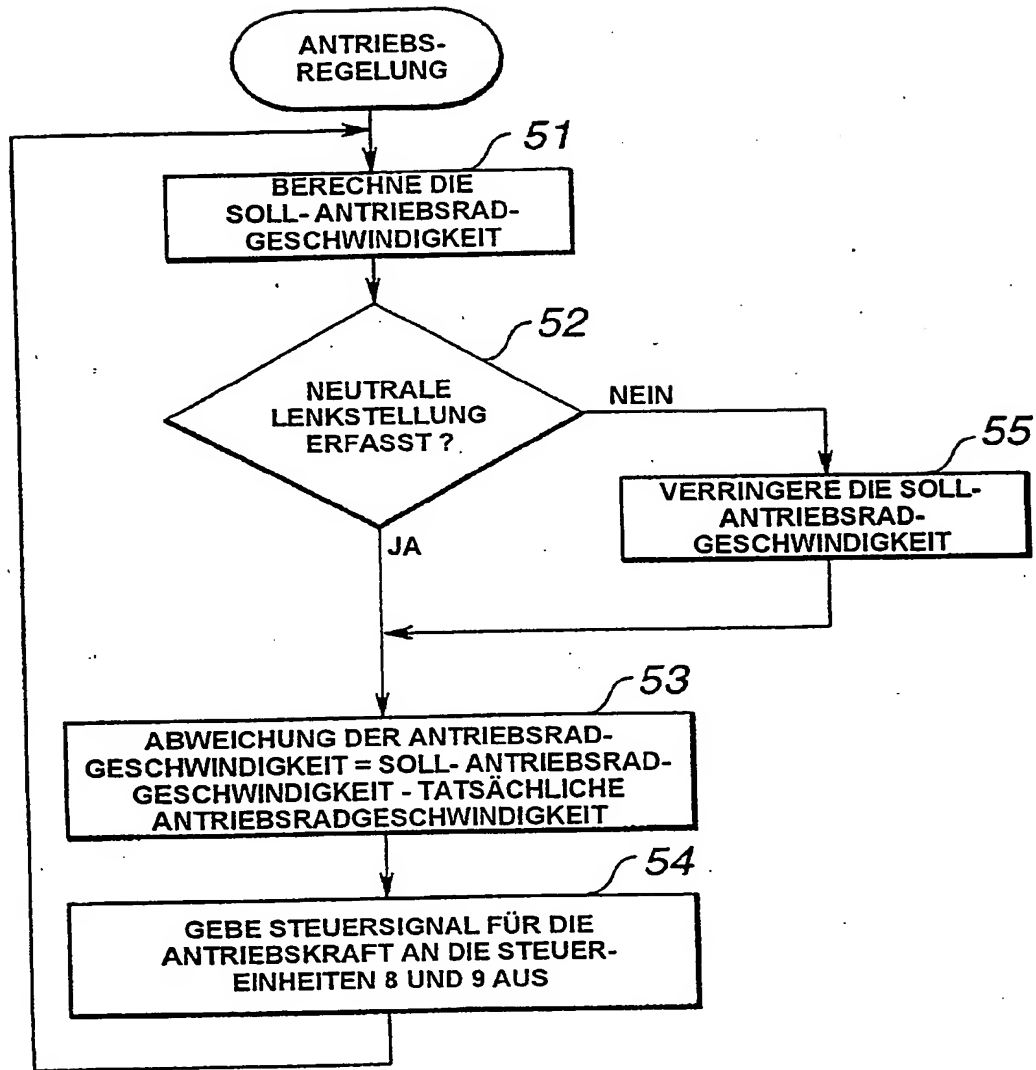 ANTRIEBS-
REGELUNG
51
BERECHNE DIE
SOLL- ANTRIEBSRAD-
GESCHWINDIGKEIT
52
NEUTRALE
LENKSTELLUNG
ERFASST ?
NEIN
JA
55
VERRINGERE DIE SOLL-
ANTRIEBSRAD-
GESCHWINDIGKEIT
53
ABWEICHUNG DER ANTRIEBSRAD-
GESCHWINDIGKEIT = SOLL- ANTRIEBSRAD-
GESCHWINDIGKEIT - TATSÄCHLICHE
ANTRIEBSRADGESCHWINDIGKEIT
54
GEBE STEUERSIGNAL FÜR DIE
ANTRIEBSKRAFT AN DIE STEUER-
EINHEITEN 8 UND 9 AUS